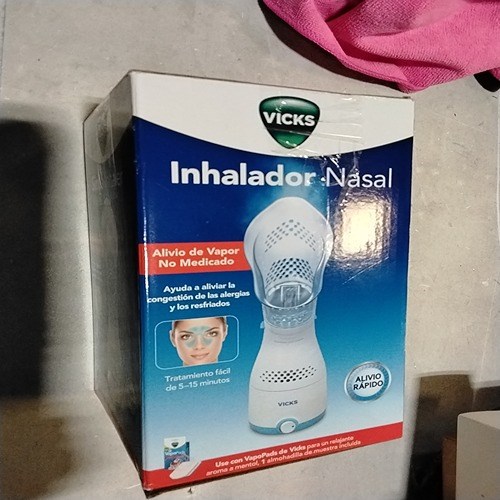 VICKS
Inhalador Nasal
Alivio de Vapor
No Medicado
Ayuda a aliviar la
congestión de las alergias
y los resfriados
Tratamiento fácil
de 5-15 minutos
VICKS
ALIVIO
RÁPIDO
VICKS
Use con VapoPads de Vicks para un relajante
aroma a mentol, 1 almohadilla de muestra incluida